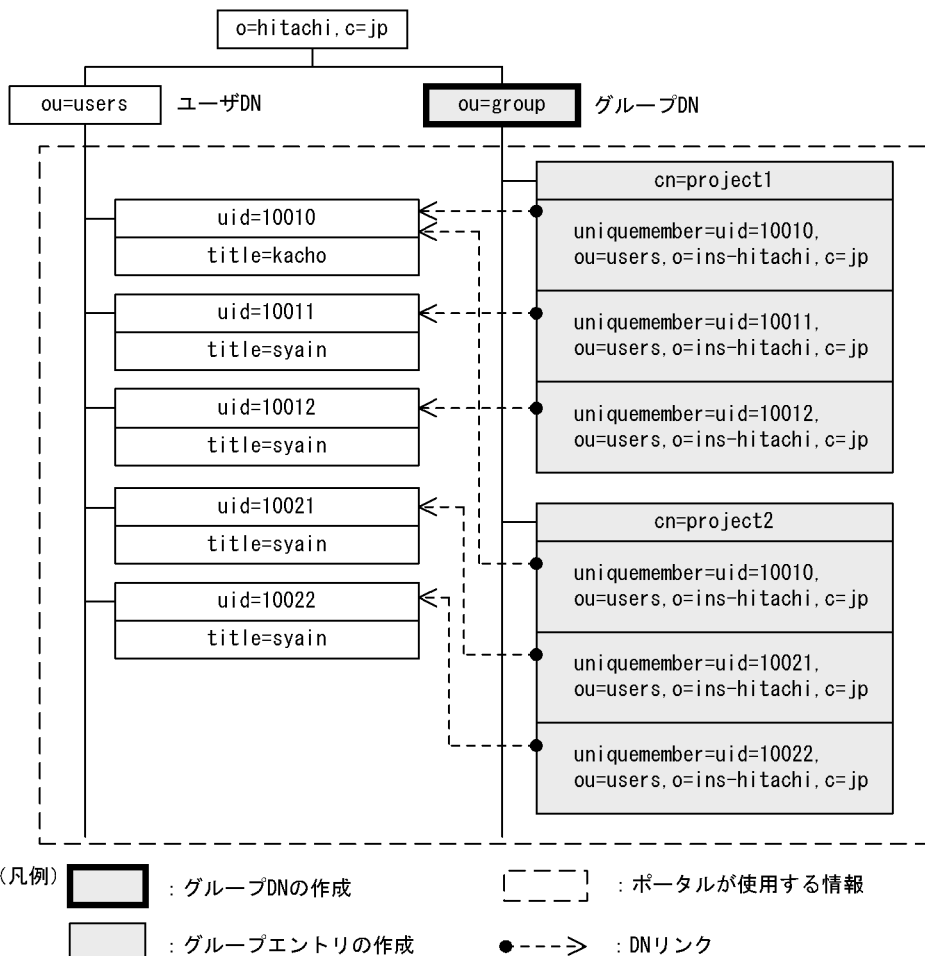 o=hitachi,c=jp
ou=users
ユーザDN
ou=group
グループDN
uid=10010
title=kacho
uid=10011
title=syain
uid=10012
title=syain
uid=10021
title=syain
uid=10022
title=syain
cn=project1
uniquemember=uid=10010,
ou=users,o=ins-hitachi,c=jp
uniquemember=uid=10011,
ou=users,o=ins-hitachi,c=jp
uniquemember=uid=10012,
ou=users,o=ins-hitachi,c=jp
cn=project2
uniquemember=uid=10010,
ou=users,o=ins-hitachi,c=jp
uniquemember=uid=10021,
ou=users,o=ins-hitachi,c=jp
uniquemember=uid=10022,
ou=users,o=ins-hitachi,c=jp
(凡例)
:グループDNの作成
:ポータルが使用する情報
:グループエントリの作成
:DNリンク